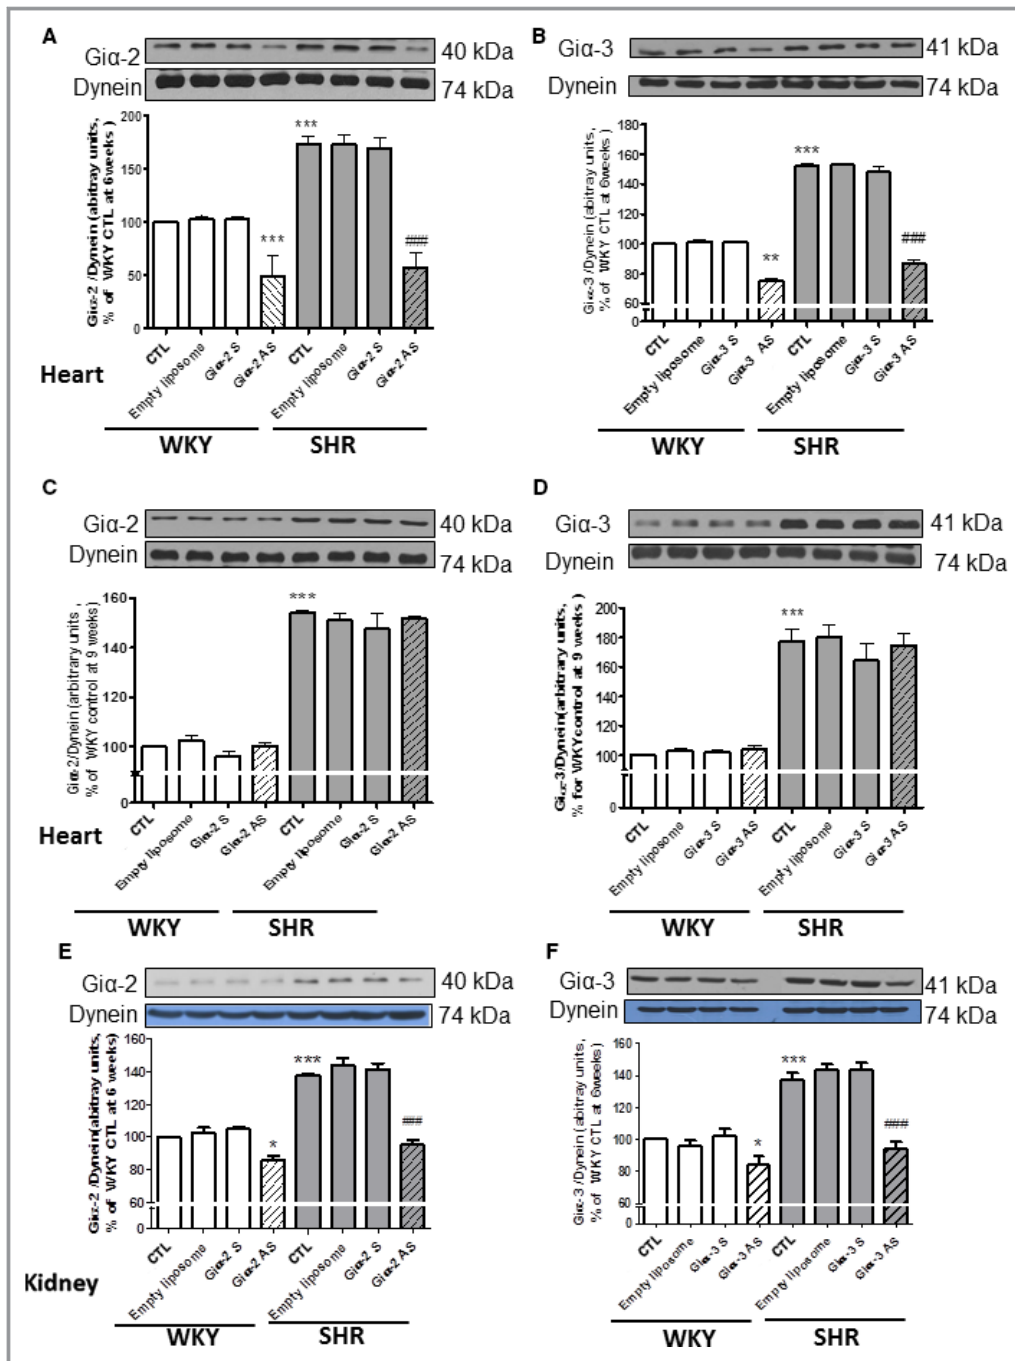 A
Giα-2
40 kDa
Dynein
74 kDa
Giα-2 /Dynein (abitray units,
% of WKY CTL at 6weeks )
200
150
100
50
0
***
***
###
CTL
Empty liposome
Giα-2 S
Giα-2 AS
CTL
Empty liposome
Giα-2 S
Giα-2 AS
Heart
WKY
SHR
B
Giα-3
41 kDa
Dynein
74 kDa
Giα-3 /Dynein (abitray units,
% of WKY CTL at 6weeks )
180
160
140
120
100
80
60
0
**
***
###
CTL
Empty liposome
Giα-3 S
Giα-3 AS
CTL
Empty liposome
Giα-3 S
Giα-3 AS
WKY
SHR
C
Giα-2
40 kDa
Dynein
74 kDa
Giα-2/Dynein (arbitrary units ,
% of WKY control at 9 weeks )
160
140
120
100
0
***
CTL
Empty liposome
Giα-2 S
Giα-2 AS
CTL
Empty liposome
Giα-2 S
Giα-2 AS
Heart
WKY
SHR
D
Giα-3
41 kDa
Dynein
74 kDa
Giα-3/Dynein(arbitrary units,
% for WKYcontrol at 9 weeks )
200
180
160
140
120
100
0
***
CTL
Empty liposome
Giα-3 S
Giα-3 AS
CTL
Empty liposome
Giα-3 S
Giα-3 AS
WKY
SHR
E
Giα-2
40 kDa
Dynein
74 kDa
Giα-2 /Dynein(abitray units,
% of WKY CTL at 6 weeks )
160
140
120
100
80
60
0
*
***
###
CTL
Empty liposome
Giα-2 S
Giα-2 AS
CTL
Empty liposome
Giα-2 S
Giα-2 AS
Kidney
WKY
SHR
F
Giα-3
41 kDa
Dynein
74 kDa
Giα-3 /Dynein (abitray units,
% of WKY CTL at 6weeks )
160
140
120
100
80
60
0
*
***
###
CTL
Empty liposome
Giα-3 S
Giα-3 AS
CTL
Empty liposome
Giα-3 S
Giα-3 AS
WKY
SHR